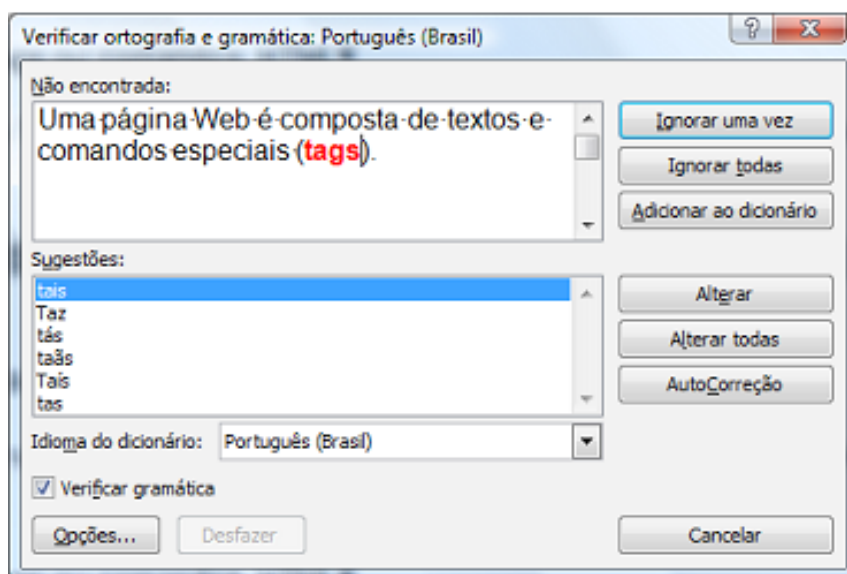 Verificar ortografia e gramática: Português (Brasil)
Não encontrada:
Uma·página·Web·é·composta·de·textos·e·
comandos·especiais·(tags).
Ignorar uma vez
Ignorar todas
Adicionar ao dicionário
Sugestões:
tais
Taz
tás
taãs
Taís
tas
Alterar
Alterar todas
AutoCorreção
Idioma do dicionário: Português (Brasil)
Verificar gramática
Opções...
Desfazer
Cancelar